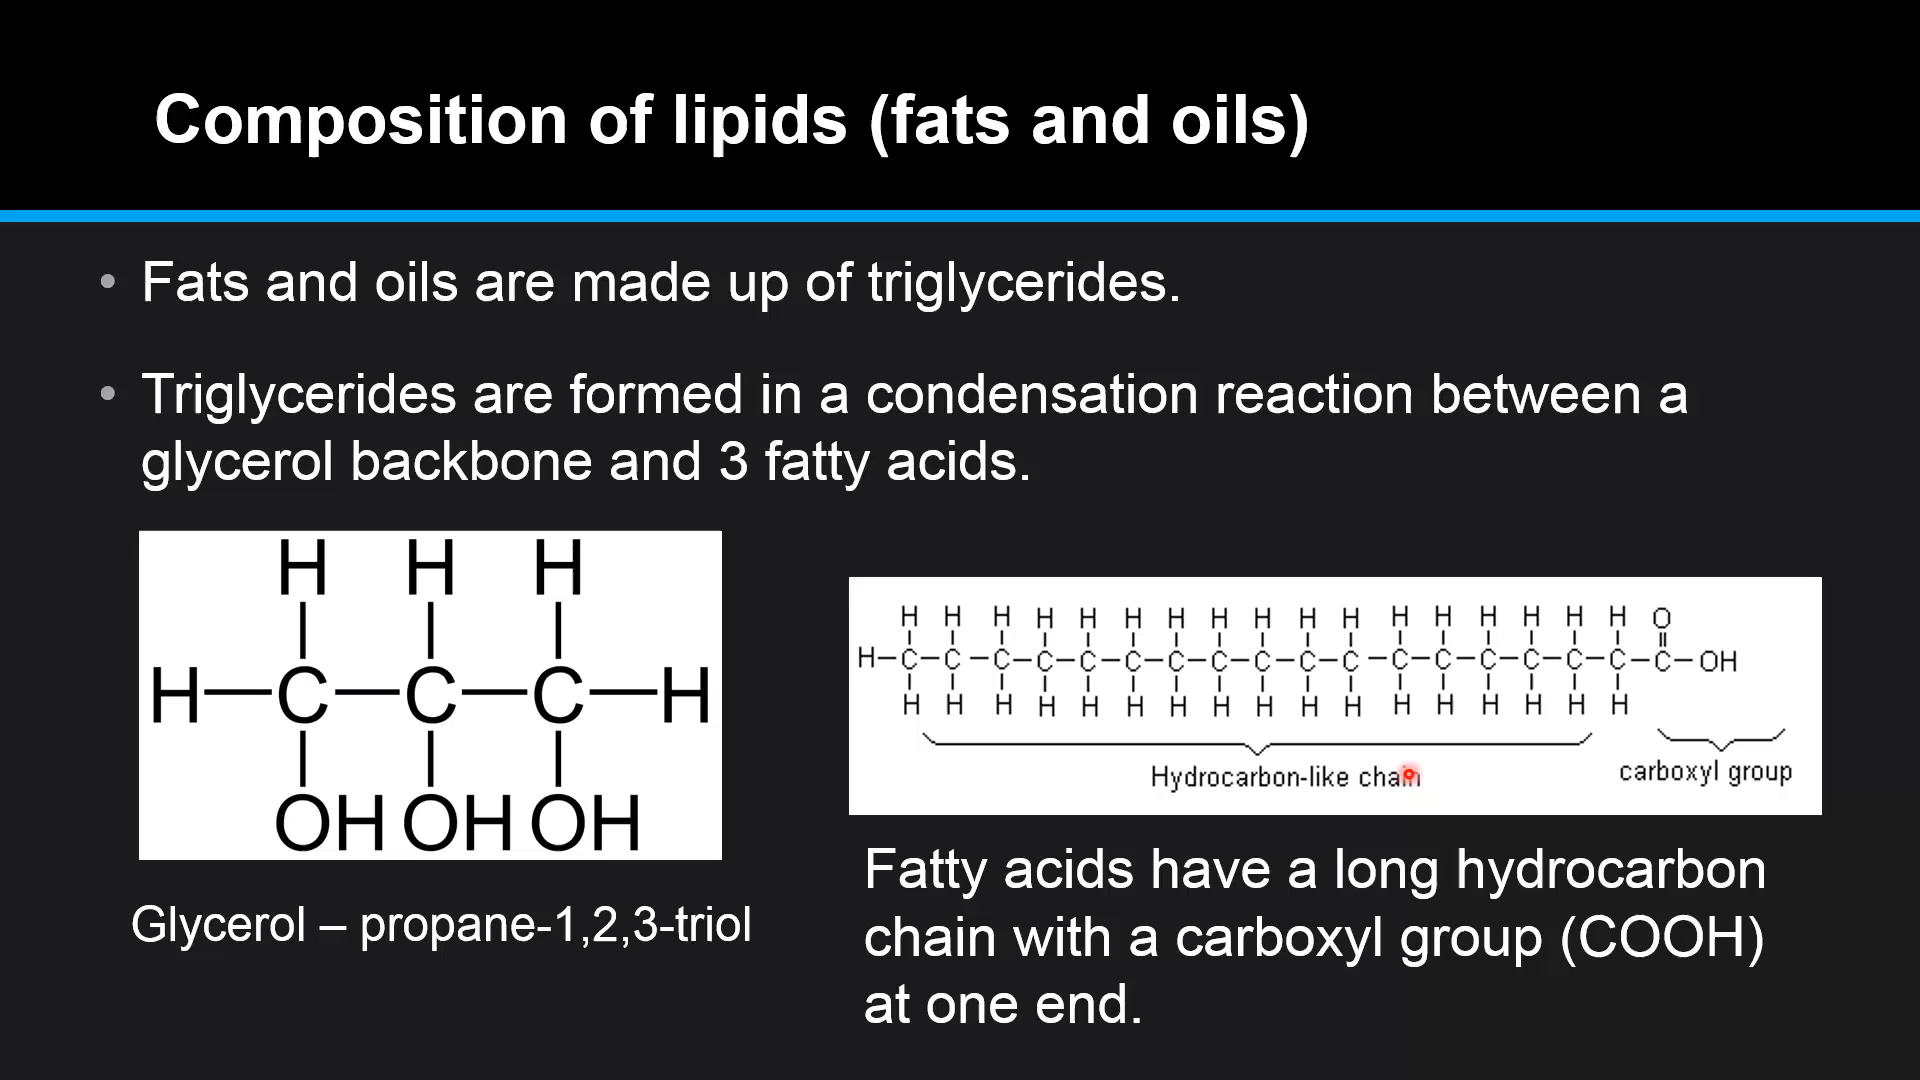 Composition of lipids (fats and oils)
• Fats and oils are made up of triglycerides.
• Triglycerides are formed in a condensation reaction between a
glycerol backbone and 3 fatty acids.
H H H
H—C—C—C—H
OH OH OH
Glycerol – propane-1,2,3-triol
H H H H H H H H H H H H H H H H H O
H–C–C–C–C–C–C–C–C–C–C–C–C–C–C–C–C–C–C–OH
H H H H H H H H H H H H H H H H H
Hydrocarbon-like chain
carboxyl group
Fatty acids have a long hydrocarbon
chain with a carboxyl group (COOH)
at one end.